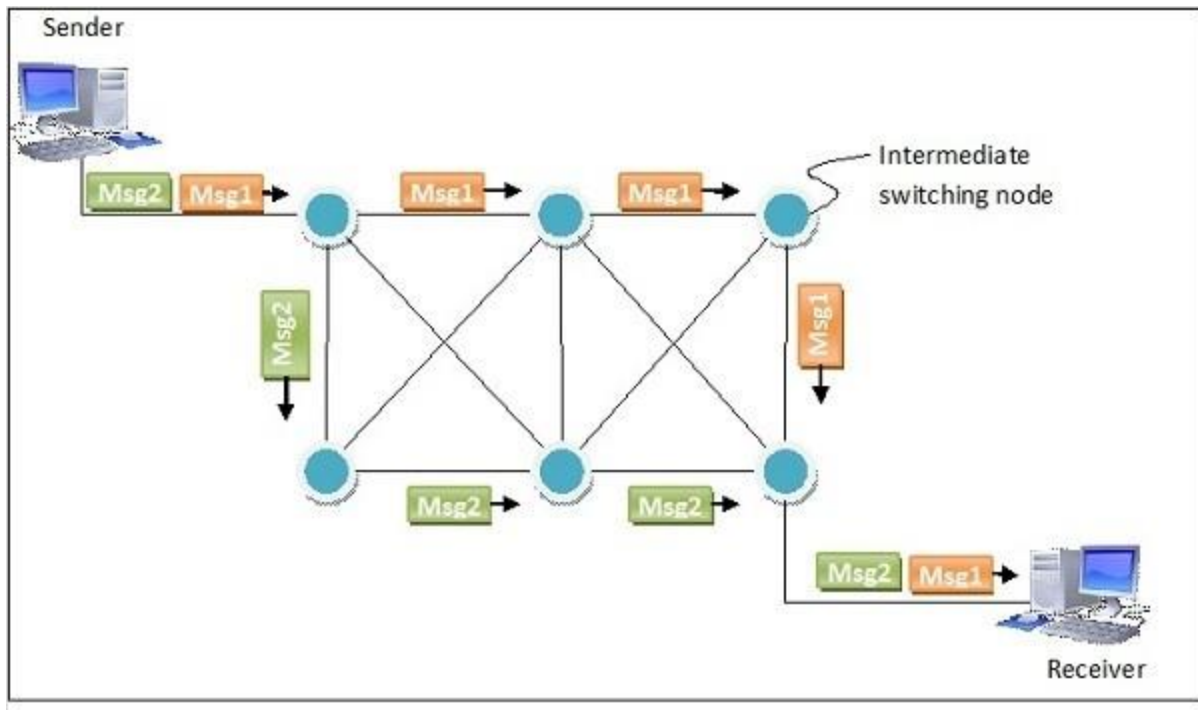 Sender
Msg2 Msg1
Msg1
Msg1
Intermediate
switching node
Msg2
Msg1
Msg2
Msg2
Msg2 Msg1
Receiver